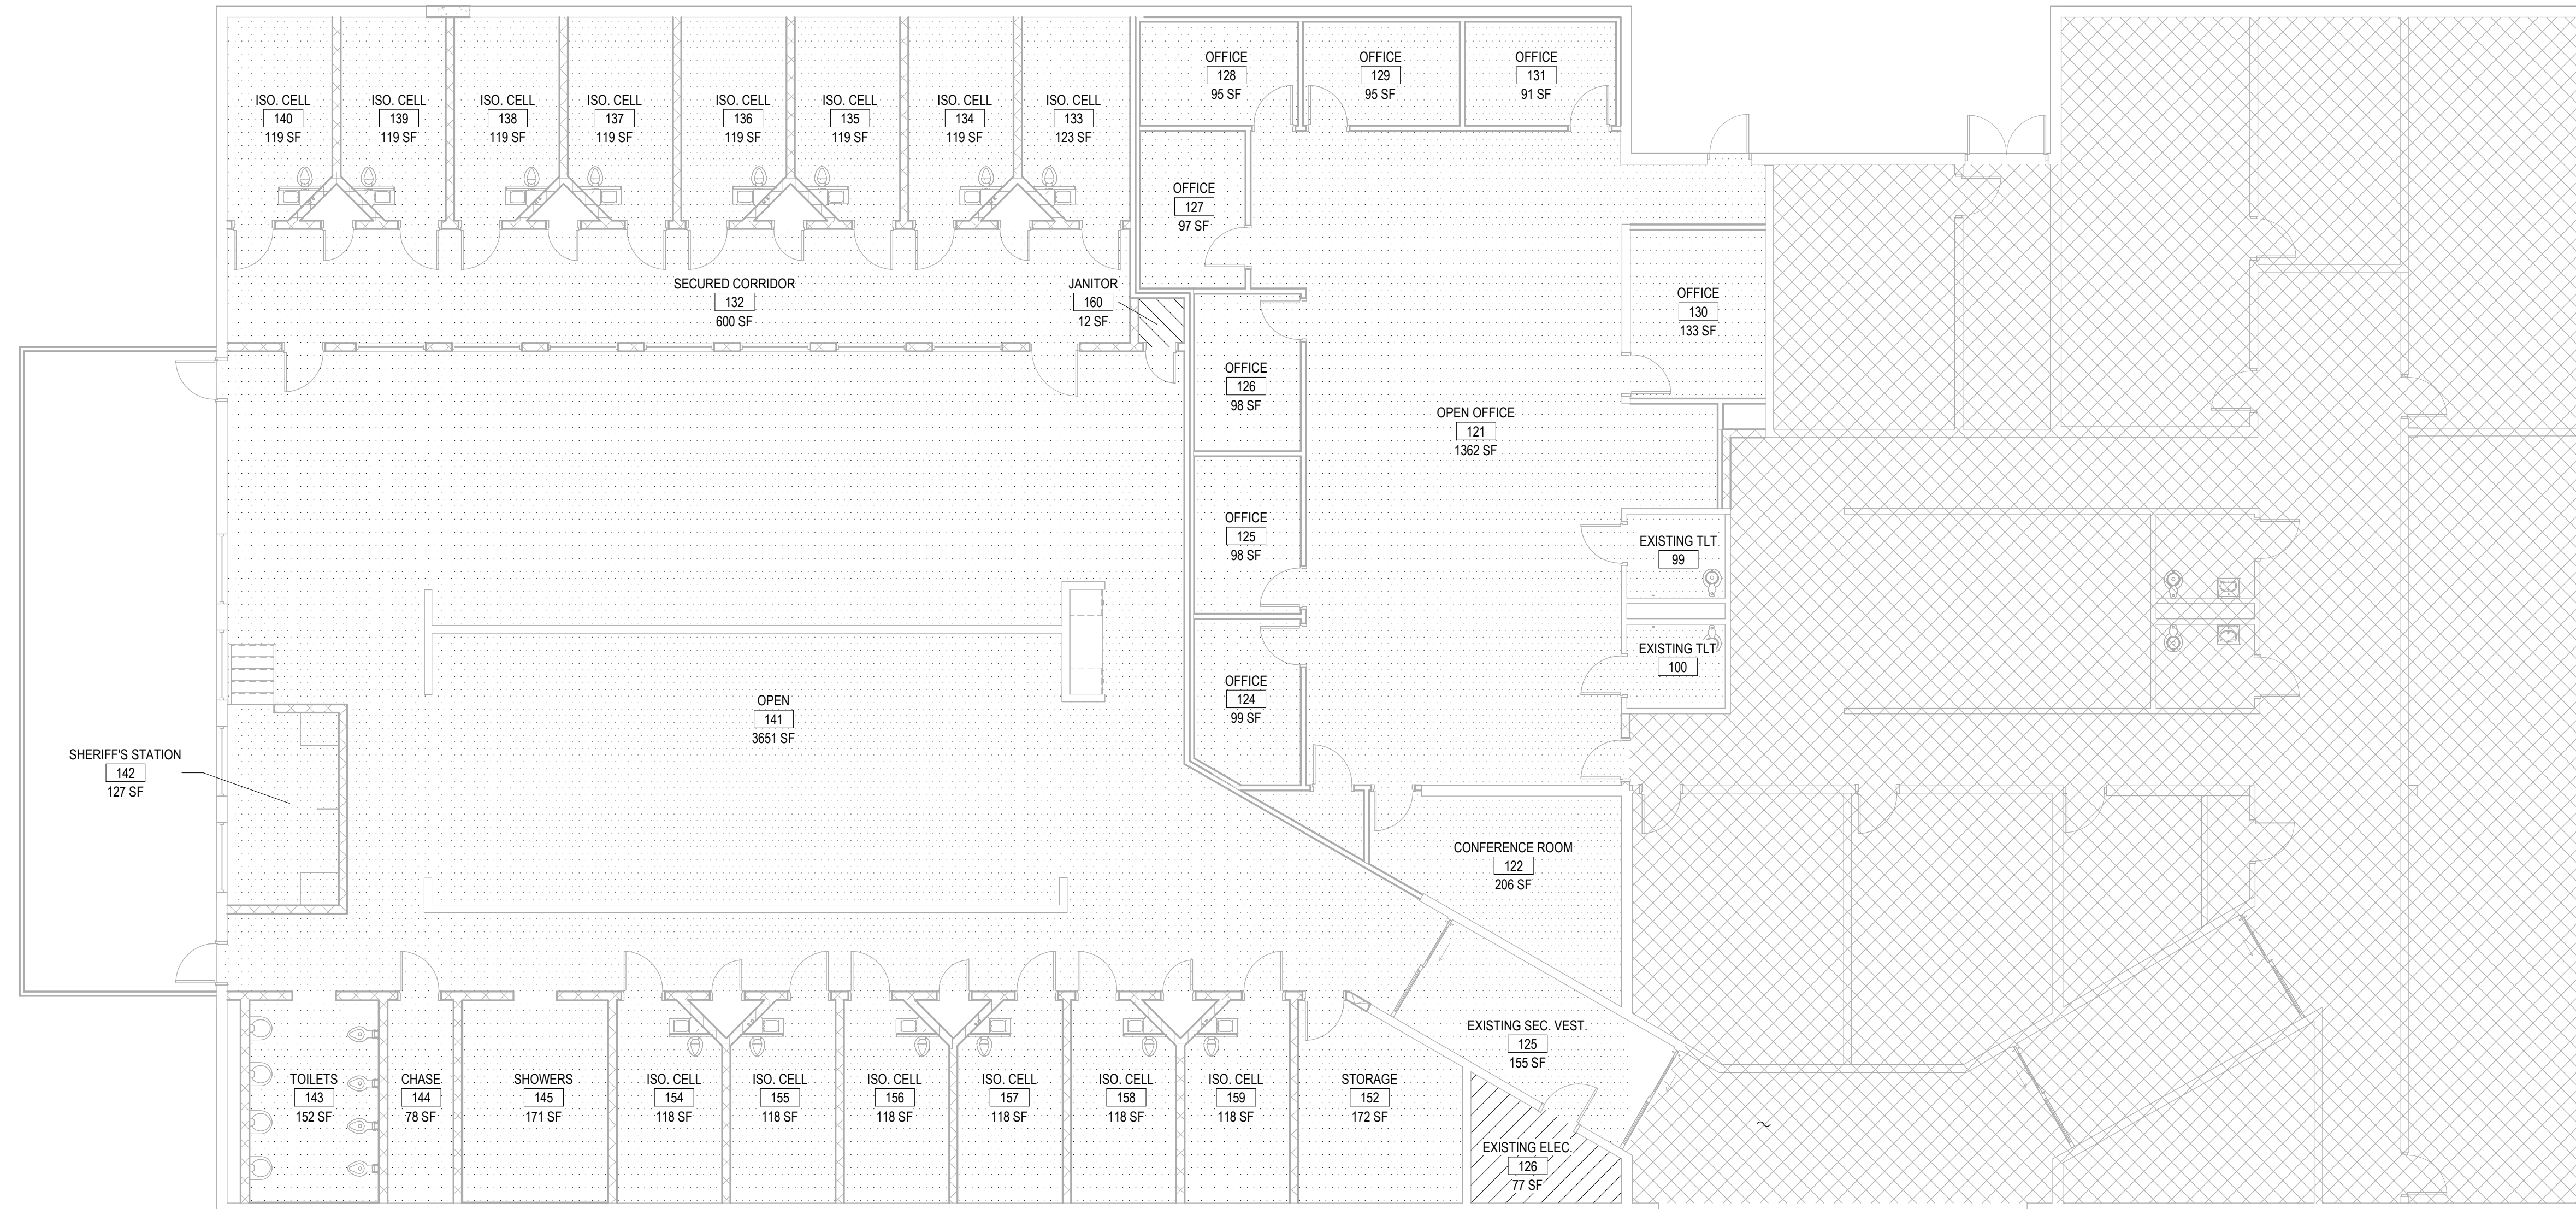 ISO. CELL
140
119 SF
ISO. CELL
139
119 SF
ISO. CELL
138
119 SF
ISO. CELL
137
119 SF
ISO. CELL
136
119 SF
ISO. CELL
135
119 SF
ISO. CELL
134
119 SF
ISO. CELL
133
123 SF
OFFICE
128
95 SF
OFFICE
129
95 SF
OFFICE
131
91 SF
OFFICE
127
97 SF
SECURED CORRIDOR
132
600 SF
JANITOR
160
12 SF
OFFICE
130
133 SF
OFFICE
126
98 SF
OPEN OFFICE
121
1362 SF
OFFICE
125
98 SF
EXISTING TLT
99
EXISTING TLT
100
OFFICE
124
99 SF
OPEN
141
3651 SF
SHERIFF'S STATION
142
127 SF
CONFERENCE ROOM
122
206 SF
EXISTING SEC. VEST.
125
155 SF
TOILETS
143
152 SF
CHASE
144
78 SF
SHOWERS
145
171 SF
ISO. CELL
154
118 SF
ISO. CELL
155
118 SF
ISO. CELL
156
118 SF
ISO. CELL
157
118 SF
ISO. CELL
158
118 SF
ISO. CELL
159
118 SF
STORAGE
152
172 SF
EXISTING ELEC.
126
77 SF